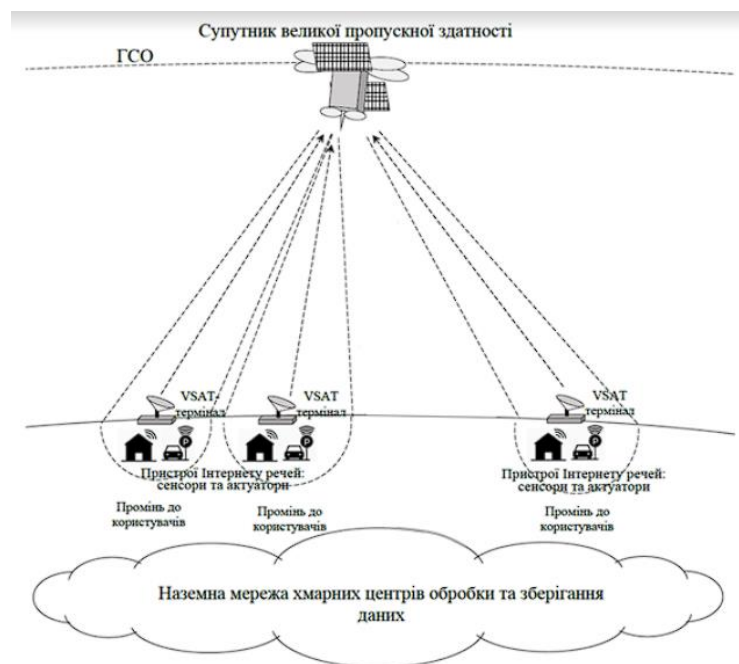 Супутник великої пропускної здатності
ГСО
VSAT-
термінал
VSAT
термінал
VSAT
термінал
P
P
P
Пристрої Інтернету речей:
сенсори та актуатори
Пристрої Інтернету речей:
сенсори та актуатори
Промінь до
користувачів
Промінь до
користувачів
Промінь до
користувачів
Наземна мережа хмарних центрів обробки та зберігання
даних